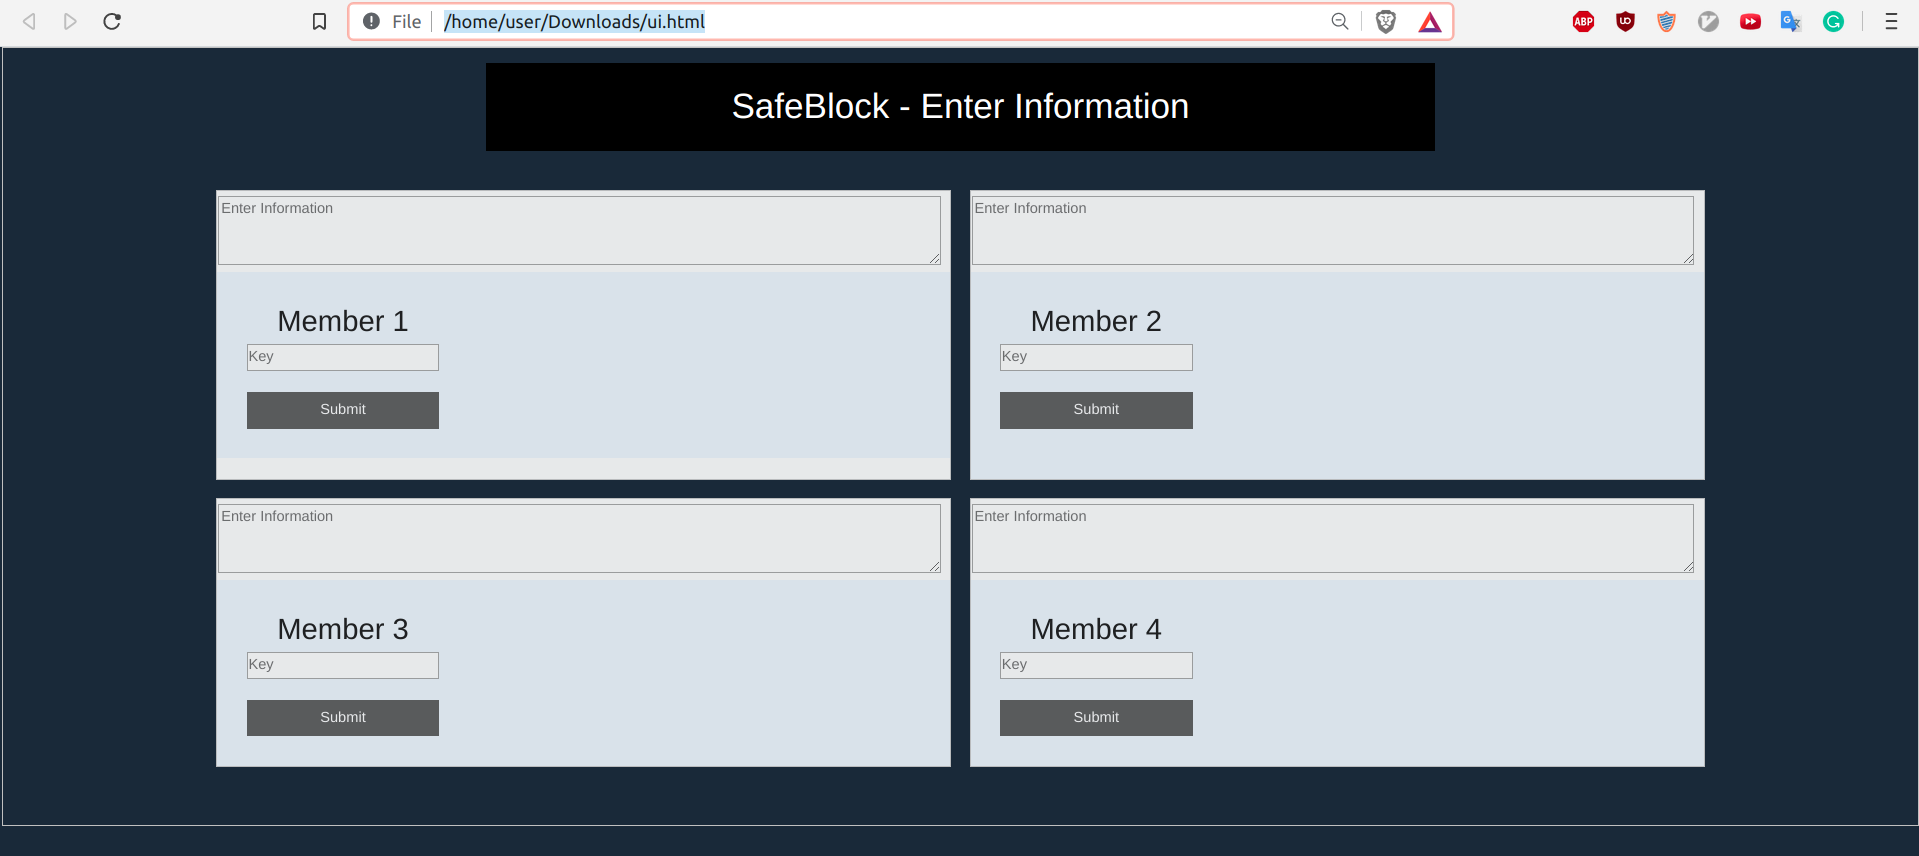 File /home/user/Downloads/ui.html
ABP
SafeBlock - Enter Information
Enter Information
Enter Information
Member 1
Member 2
Key
Key
Submit
Submit
Enter Information
Enter Information
Member 3
Member 4
Key
Key
Submit
Submit